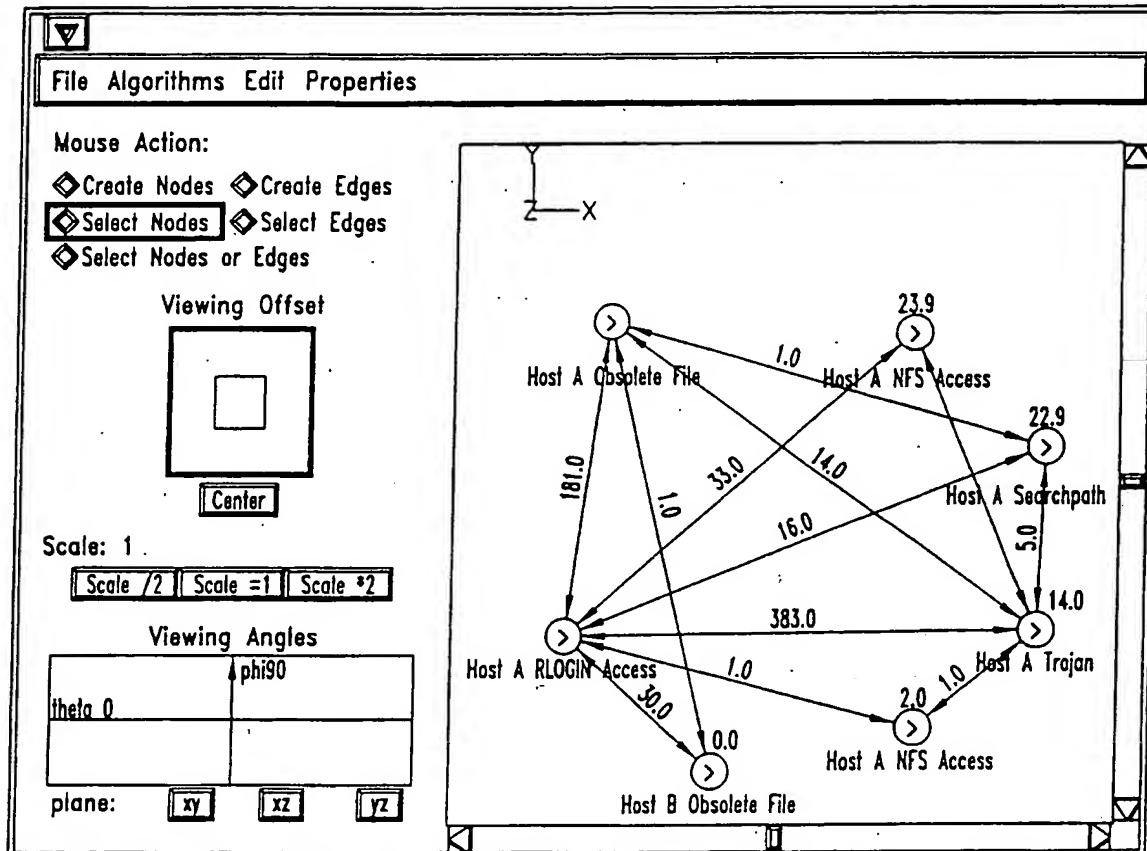 File Algorithms Edit Properties
Mouse Action:
Create Nodes Create Edges
Select Nodes Select Edges
Select Nodes or Edges
Viewing Offset
Center
Scale: 1
Scale /2 Scale =1 Scale *2
Viewing Angles
phi90
theta 0
plane: xy xz yz
Y
Z X
23.9
1.0
Host A Obsolete File
Host A NFS Access
22.9
181.0
1.0
33.0
14.0
Host A Searchpath
16.0
5.0
383.0
14.0
Host A RLOGIN Access
Host A Trojan
1.0
1.0
30.0
2.0
0.0
Host A NFS Access
Host B Obsolete File